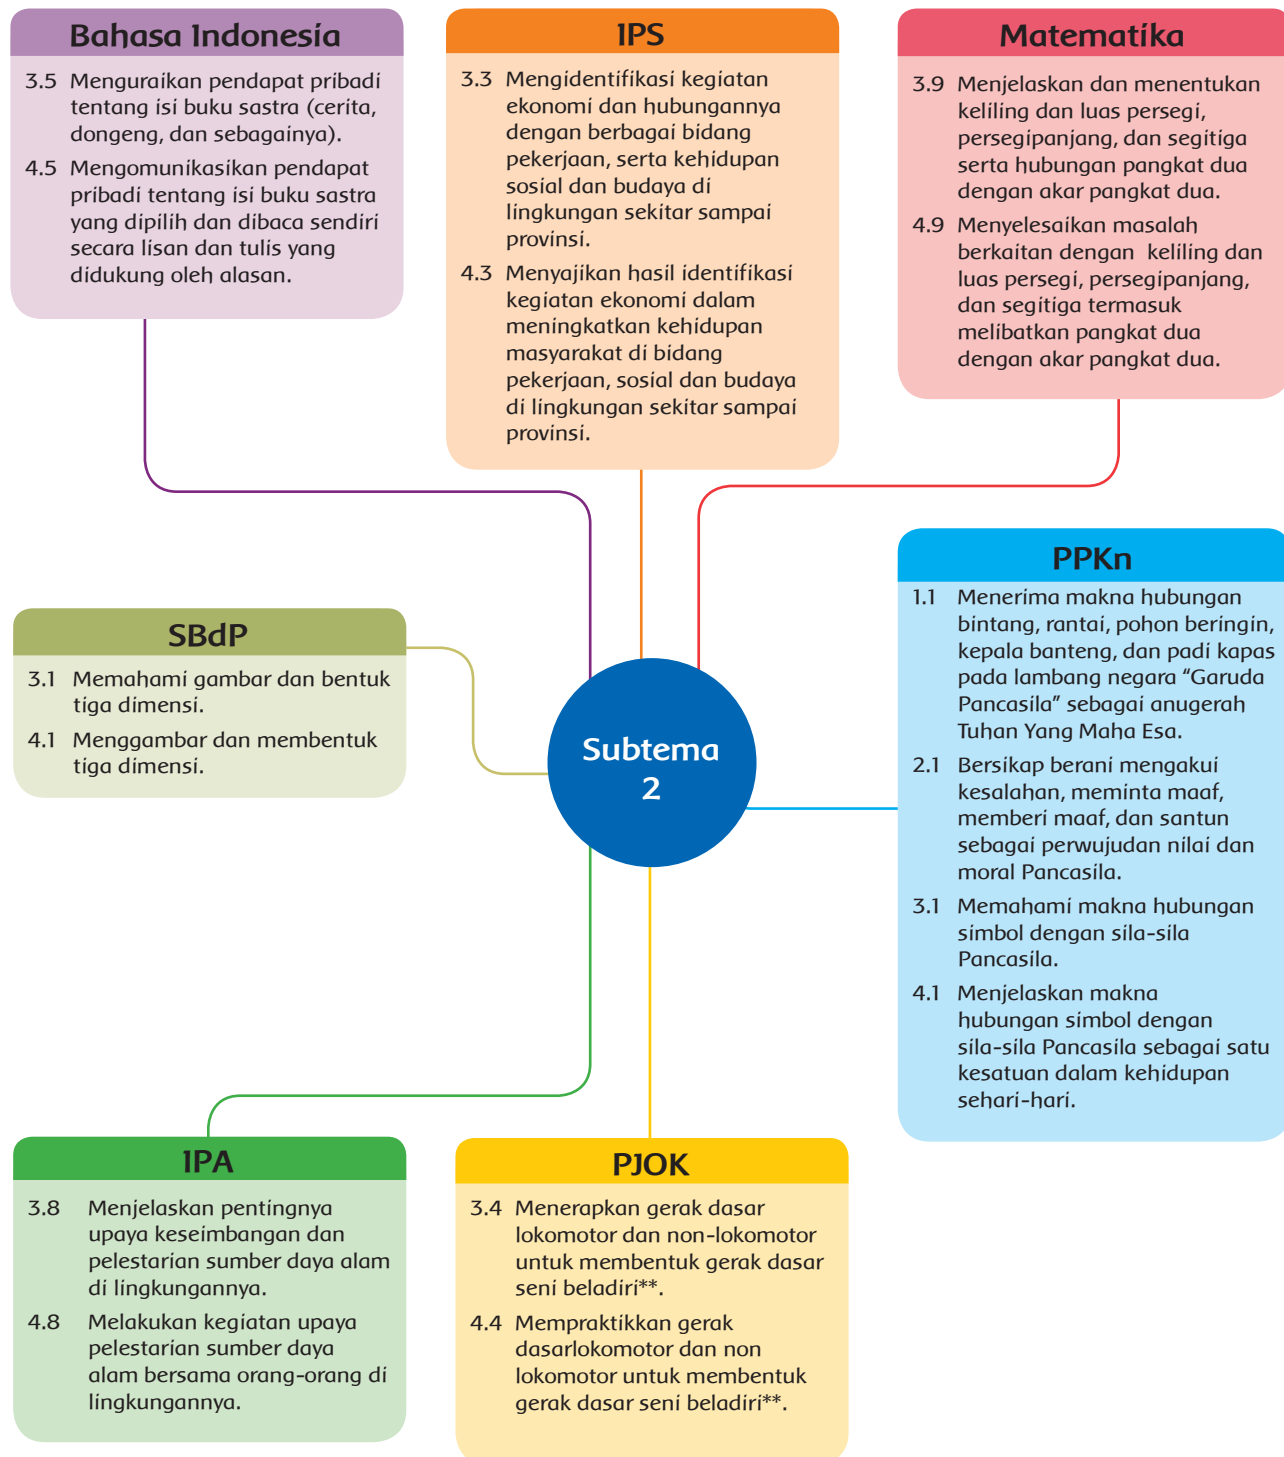 Bahasa Indonesia
3.5 Menguraikan pendapat pribadi
tentang isi buku sastra (cerita,
dongeng, dan sebagainya).
4.5 Mengomunikasikan pendapat
pribadi tentang isi buku sastra
yang dipilih dan dibaca sendiri
secara lisan dan tulis yang
didukung oleh alasan.
IPS
3.3 Mengidentifikasi kegiatan
ekonomi dan hubungannya
dengan berbagai bidang
pekerjaan, serta kehidupan
sosial dan budaya di
lingkungan sekitar sampai
provinsi.
4.3 Menyajikan hasil identifikasi
kegiatan ekonomi dalam
meningkatkan kehidupan
masyarakat di bidang
pekerjaan, sosial dan budaya
di lingkungan sekitar sampai
provinsi.
Matematika
3.9 Menjelaskan dan menentukan
keliling dan luas persegi,
persegipanjang, dan segitiga
serta hubungan pangkat dua
dengan akar pangkat dua.
4.9 Menyelesaikan masalah
berkaitan dengan keliling dan
luas persegi, persegipanjang,
dan segitiga termasuk
melibatkan pangkat dua
dengan akar pangkat dua.
SBdP
3.1 Memahami gambar dan bentuk
tiga dimensi.
4.1 Menggambar dan membentuk
tiga dimensi.
Subtema
2
PPKn
1.1 Menerima makna hubungan
bintang, rantai, pohon beringin,
kepala banteng, dan padi kapas
pada lambang negara “Garuda
Pancasila” sebagai anugerah
Tuhan Yang Maha Esa.
2.1 Bersikap berani mengakui
kesalahan, meminta maaf,
memberi maaf, dan santun
sebagai perwujudan nilai dan
moral Pancasila.
3.1 Memahami makna hubungan
simbol dengan sila-sila
Pancasila.
4.1 Menjelaskan makna
hubungan simbol dengan
sila-sila Pancasila sebagai satu
kesatuan dalam kehidupan
sehari-hari.
IPA
3.8 Menjelaskan pentingnya
upaya keseimbangan dan
pelestarian sumber daya alam
di lingkungannya.
4.8 Melakukan kegiatan upaya
pelestarian sumber daya
alam bersama orang-orang di
lingkungannya.
PJOK
3.4 Menerapkan gerak dasar
lokomotor dan non-lokomotor
untuk membentuk gerak dasar
seni beladiri**.
4.4 Mempraktikkan gerak
dasarlokomotor dan non
lokomotor untuk membentuk
gerak dasar seni beladiri**.